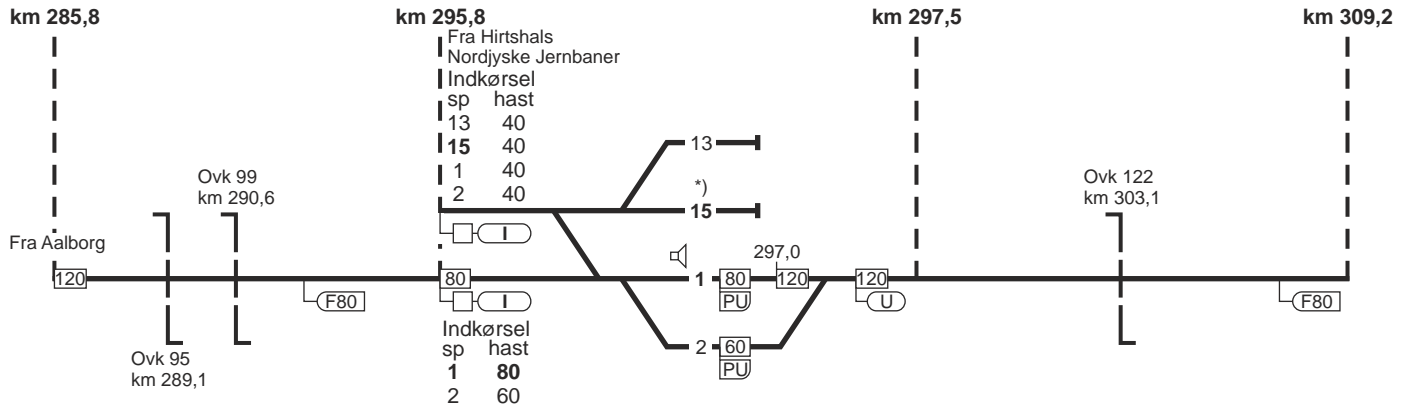 km 285,8
km 295,8
km 297,5
km 309,2
Fra Hirtshals
Nordjyske Jernbaner
Indkørsel
sp hast
13 40
15 40
1 40
2 40
13
*)
15
Ovk 99
km 290,6
Ovk 122
km 303,1
Fra Aalborg
I
297,0
120
80
1
80
120
120
F80
I
PU
U
F80
Indkørsel
sp hast
1 80
2 60
2
60
PU
Ovk 95
km 289,1